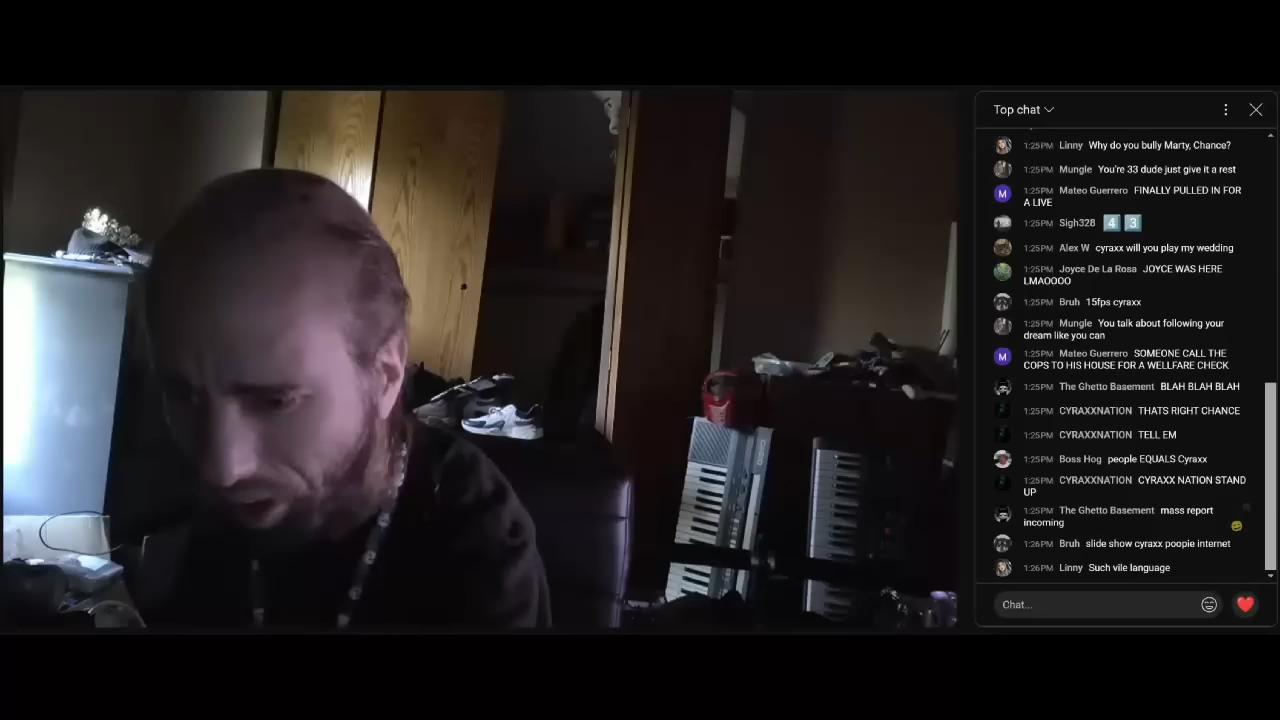 Top chat
1:25PM Linny Why do you bully Marty, Chance?
1:25PM Mungle You're 33 dude just give it a rest
1:25PM Mateo Guerrero FINALLY PULLED IN FOR
A LIVE
1:25PM Sigh328 4 3
1:25PM Alex W cyraxx will you play my wedding
1:25PM Joyce De La Rosa JOYCE WAS HERE
LMAOOOO
1:25PM Bruh 15fps cyraxx
1:25PM Mungle You talk about following your
dream like you can
M
1:25PM Mateo Guerrero SOMEONE CALL THE
COPS TO HIS HOUSE FOR A WELLFARE CHECK
1:25PM The Ghetto Basement BLAH BLAH BLAH
1:25PM CYRAXXNATION THATS RIGHT CHANCE
1:25PM CYRAXXNATION TELL EM
1:25PM Boss Hog people EQUALS Cyraxx
1:25PM CYRAXXNATION CYRAXX NATION STAND
UP
1:25PM The Ghetto Basement mass report
incoming
1:26PM Bruh slide show cyraxx poopie internet
1:26PM Linny Such vile language
Chat...
CASIO